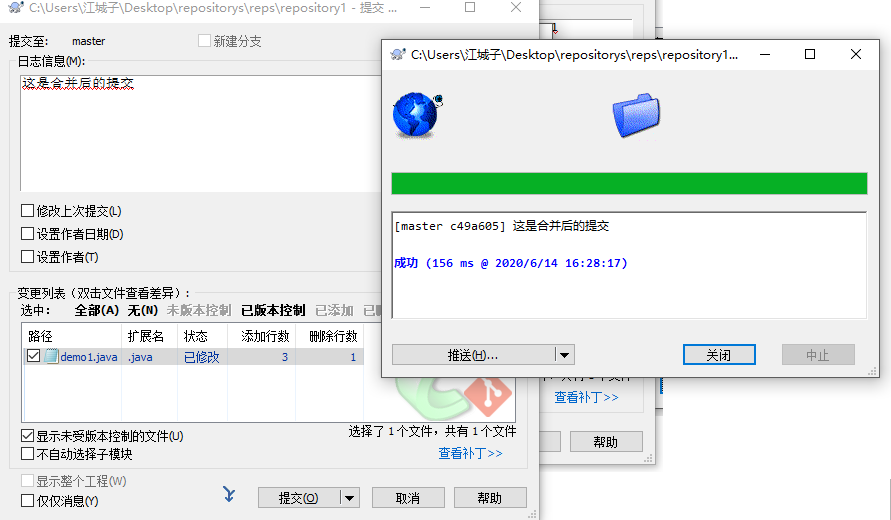 C:\Users\江城子\Desktop\repositorys\reps\repository1 - 提交 ...
提交至: master 新建分支
日志信息(M):
这是合并后的提交
修改上次提交(L)
设置作者日期(D)
设置作者(T)
变更列表（双击文件查看差异）:
选中: 全部(A) 无(N) 未版本控制 已版本控制 已添加
路径 扩展名 状态 添加行数 删除行数
demo1.java .java 已修改 3 1
显示未受版本控制的文件(U)
选择了 1 个文件，共有 1 个文件
不自动选择子模块
查看补丁>>
显示整个工程(W)
仅仅消息(Y)
提交(O) 取消 帮助
C:\Users\江城子\Desktop\repositorys\reps\repository1...
[master c49a605] 这是合并后的提交
成功 (156 ms @ 2020/6/14 16:28:17)
推送(H)... 关闭 中止
查看补丁>>
帮助